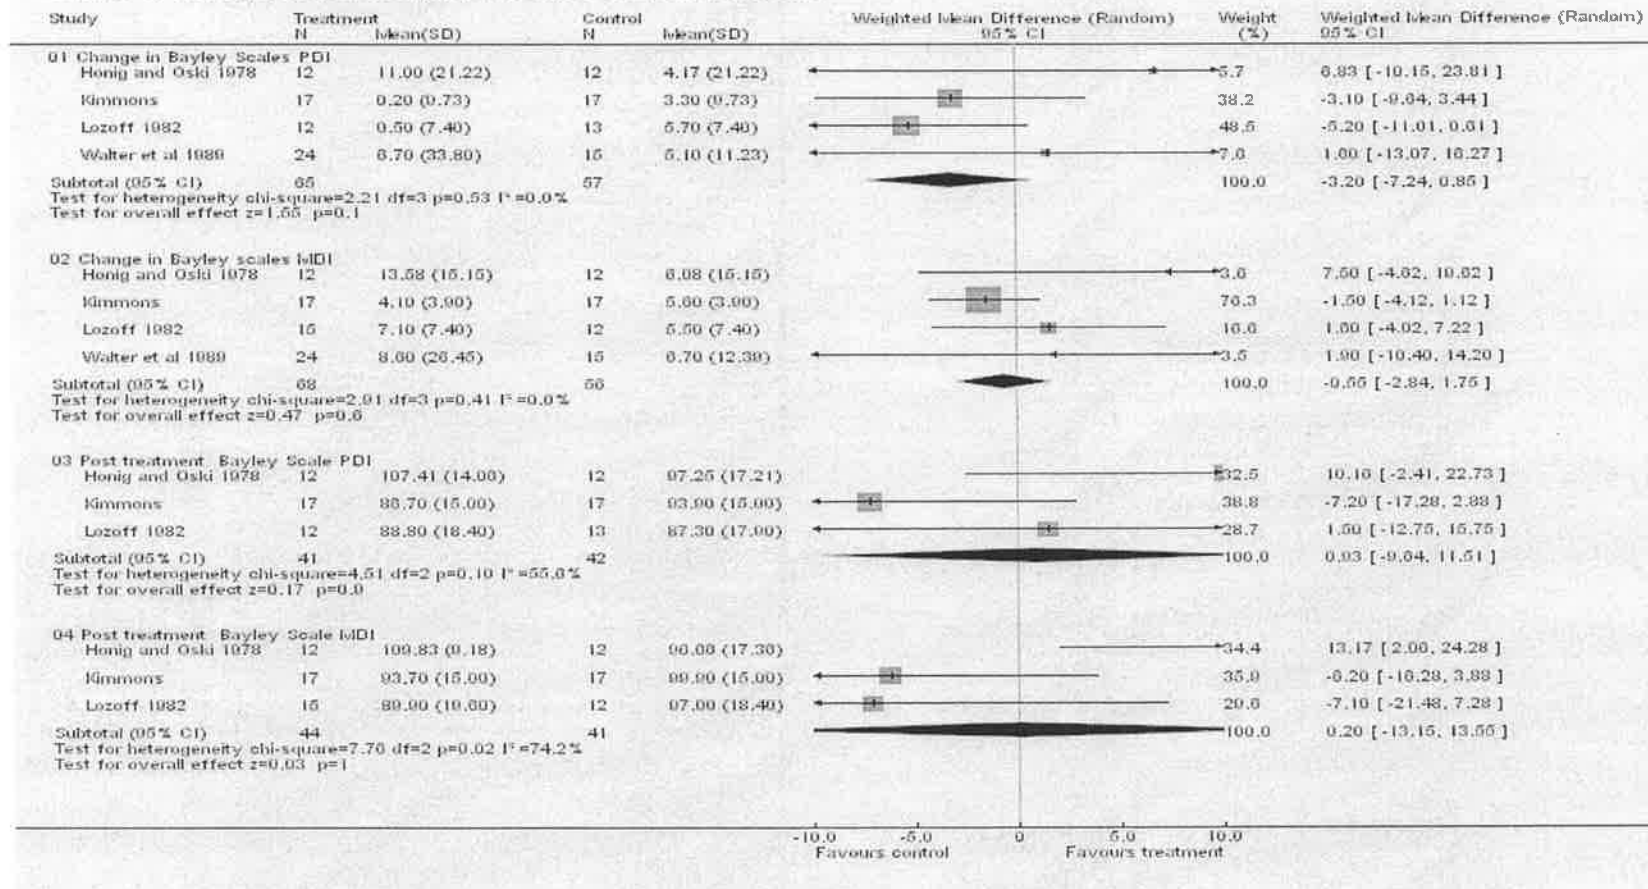 Study Treatment Control Weighted Mean Difference (Random) Weight Weighted Mean Difference (Random)
N Mean(SD) N Mean(SD) 95% CI (%) 95% CI
01 Change in Bayley Scales PDI
Honig and Oski 1978 12 11.00 (21.22) 12 4.17 (21.22) 5.7 6.83 [ -10.15, 23.81 ]
Kimmons 17 0.20 (9.73) 17 3.30 (9.73) 38.2 -3.10 [ -9.64, 3.44 ]
Lozoff 1982 12 0.50 (7.40) 13 5.70 (7.40) 48.5 -5.20 [ -11.01, 0.61 ]
Walter et al 1989 24 6.70 (33.80) 15 5.10 (11.23) 7.6 1.60 [ -13.07, 16.27 ]
Subtotal (95% CI) 65 57 100.0 -3.20 [ -7.24, 0.85 ]
Test for heterogeneity chi-square=2.21 df=3 p=0.53 I² =0.0%
Test for overall effect z=1.55 p=0.1
02 Change in Bayley scales MDI
Honig and Oski 1978 12 13.58 (15.15) 12 6.08 (15.15) 3.6 7.50 [ -4.62, 19.62 ]
Kimmons 17 4.10 (3.90) 17 5.60 (3.90) 76.3 -1.50 [ -4.12, 1.12 ]
Lozoff 1982 15 7.10 (7.40) 12 5.50 (7.40) 16.6 1.60 [ -4.02, 7.22 ]
Walter et al 1989 24 8.60 (26.45) 15 6.70 (12.39) 3.5 1.90 [ -10.40, 14.20 ]
Subtotal (95% CI) 68 56 100.0 -0.55 [ -2.84, 1.75 ]
Test for heterogeneity chi-square=2.91 df=3 p=0.41 I² =0.0%
Test for overall effect z=0.47 p=0.6
03 Post treatment Bayley Scale PDI
Honig and Oski 1978 12 107.41 (14.06) 12 97.25 (17.21) 32.5 10.16 [ -2.41, 22.73 ]
Kimmons 17 86.70 (15.00) 17 93.90 (15.00) 38.8 -7.20 [ -17.28, 2.88 ]
Lozoff 1982 12 88.80 (18.40) 13 87.30 (17.90) 28.7 1.50 [ -12.75, 15.75 ]
Subtotal (95% CI) 41 42 100.0 0.93 [ -9.64, 11.51 ]
Test for heterogeneity chi-square=4.51 df=2 p=0.10 I² =55.6%
Test for overall effect z=0.17 p=0.9
04 Post treatment Bayley Scale MDI
Honig and Oski 1978 12 109.83 (9.18) 12 96.66 (17.36) 34.4 13.17 [ 2.06, 24.28 ]
Kimmons 17 93.70 (15.00) 17 99.90 (15.00) 35.9 -6.20 [ -16.28, 3.88 ]
Lozoff 1982 15 89.90 (19.60) 12 97.00 (18.40) 29.6 -7.10 [ -21.48, 7.28 ]
Subtotal (95% CI) 44 41 100.0 0.20 [ -13.15, 13.55 ]
Test for heterogeneity chi-square=7.76 df=2 p=0.02 I² =74.2%
Test for overall effect z=0.03 p=1
-10.0 -5.0 0 5.0 10.0
Favours control Favours treatment